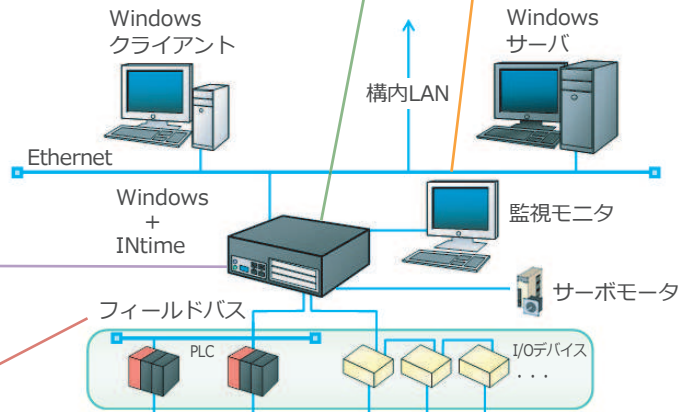 Windows
クライアント
Windows
サーバ
構内LAN
Ethernet
Windows
+
INtime
監視モニタ
サーボモータ
フィールドバス
PLC
I/Oデバイス
・・・